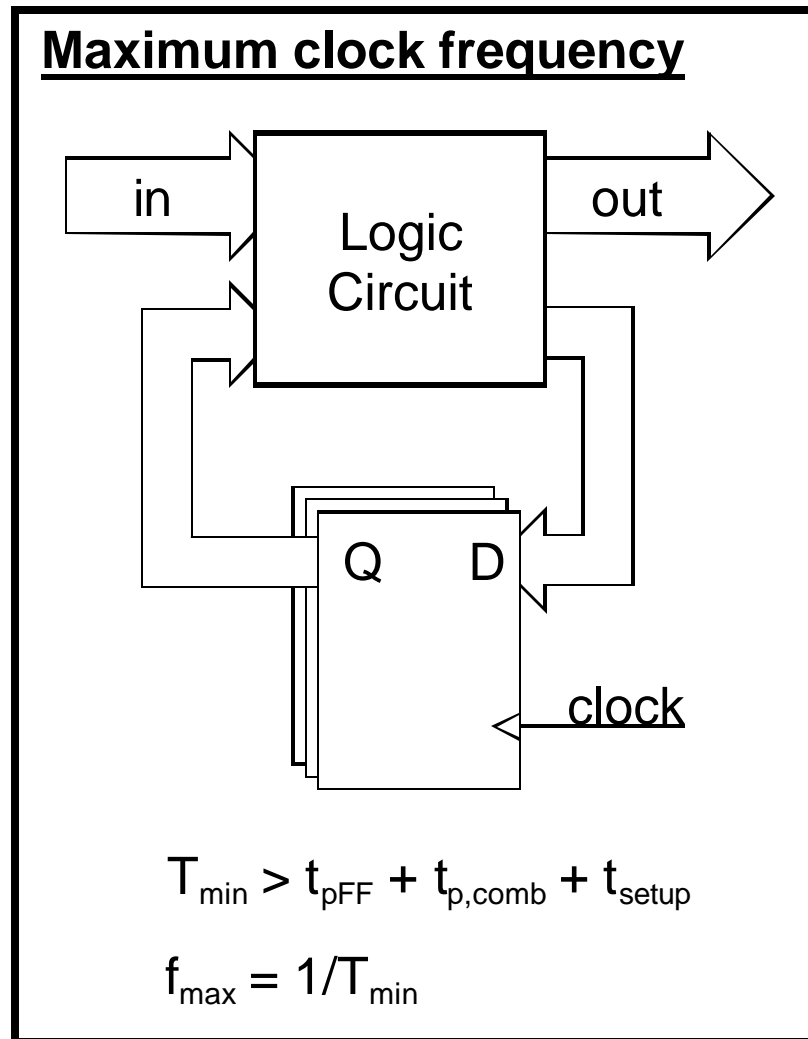 Maximum clock frequency
in
Logic
Circuit
out
Q
D
clock
T_min > t_pFF + t_p,comb + t_setup
f_max = 1/T_min